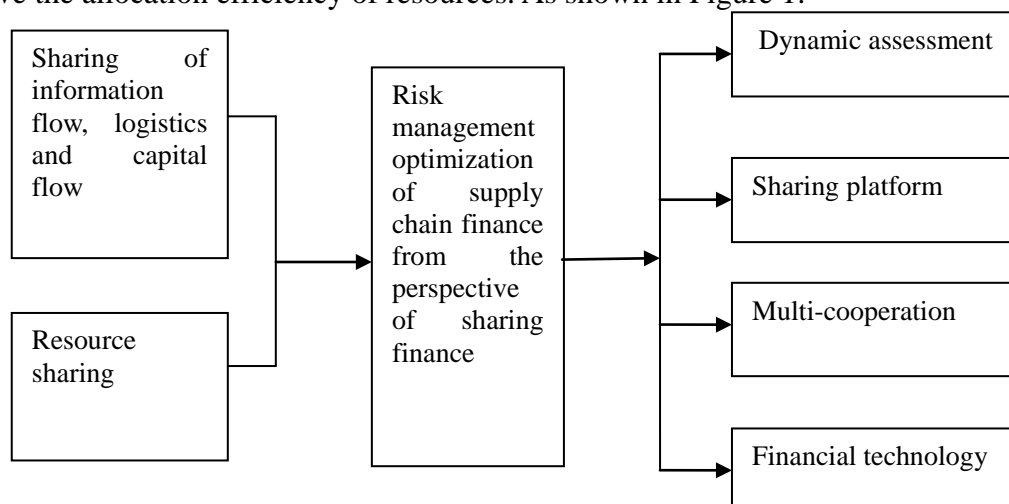 ve the allocation efficiency of resources. As shown in Figure 1.
Sharing of
information
flow, logistics
and capital
flow
Resource
sharing
Risk
management
optimization
of supply
chain finance
from the
perspective
of sharing
finance
Dynamic assessment
Sharing platform
Multi-cooperation
Financial technology